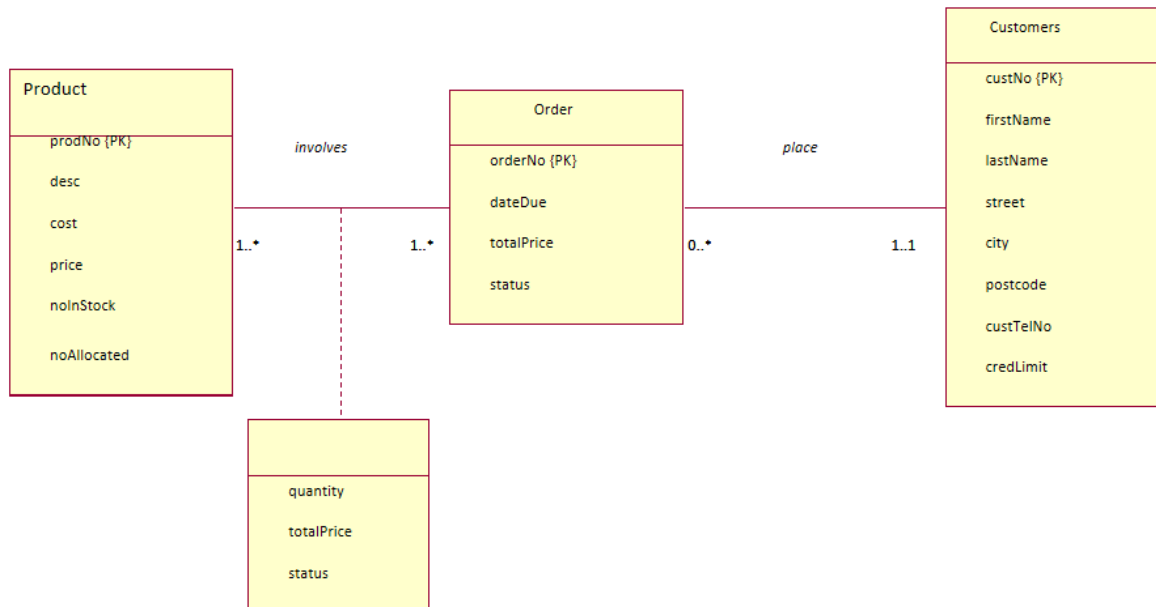 Product
prodNo {PK}
desc
cost
price
noInStock
noAllocated
involves
1..*
1..*
Order
orderNo {PK}
dateDue
totalPrice
status
place
0..*
1..1
Customers
custNo {PK}
firstName
lastName
street
city
postcode
custTelNo
credLimit
quantity
totalPrice
status